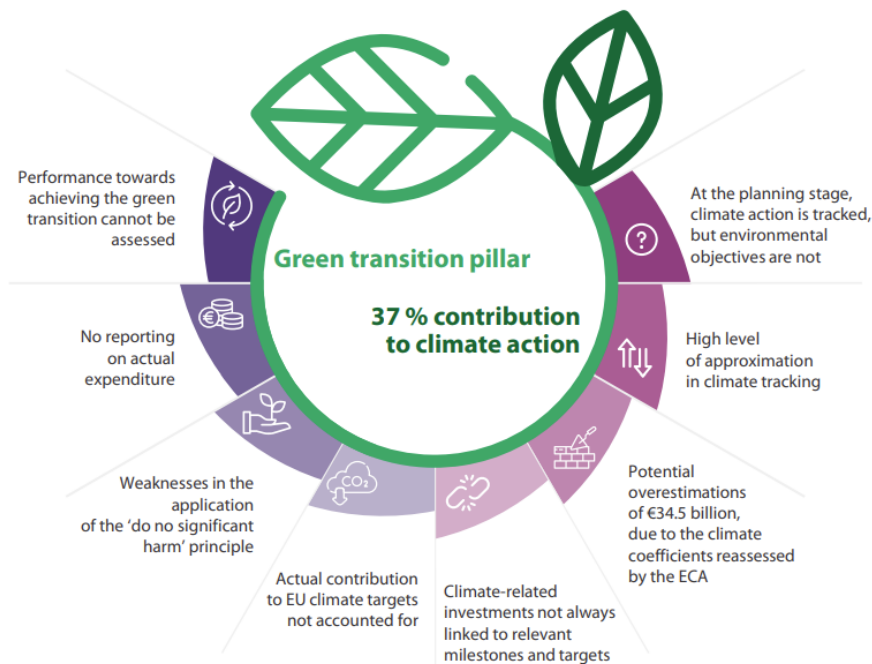 Green transition pillar
37 % contribution
to climate action
At the planning stage,
climate action is tracked,
but environmental
objectives are not
?
High level
of approximation
in climate tracking
Potential
overestimations
of €34.5 billion,
due to the climate
coefficients reassessed
by the ECA
Climate-related
investments not always
linked to relevant
milestones and targets
Actual contribution
to EU climate targets
not accounted for
CO2
Weaknesses in the
application
of the ‘do no significant
harm’ principle
No reporting
on actual
expenditure
€
Performance towards
achieving the green
transition cannot be
assessed